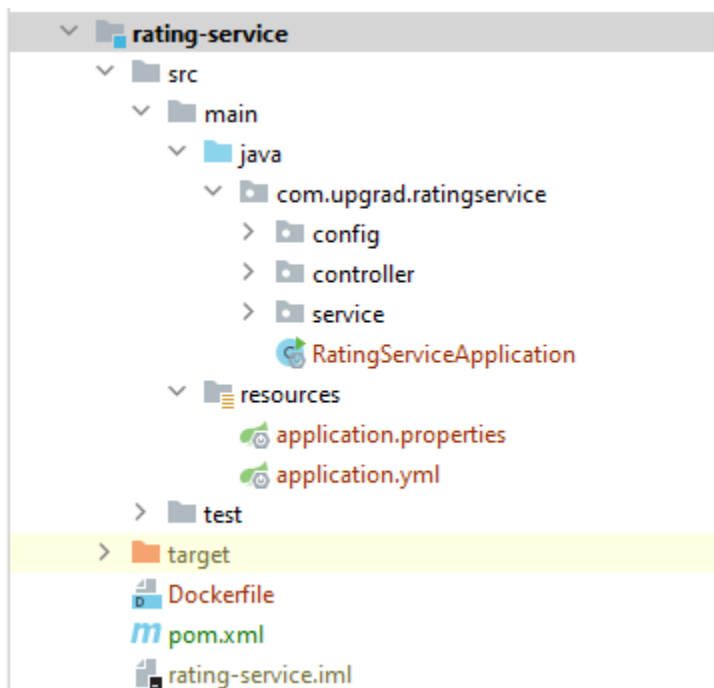 rating-service
src
main
java
com.upgrad.ratingservice
config
controller
service
C RatingServiceApplication
resources
application.properties
application.yml
test
target
D Dockerfile
m pom.xml
rating-service.iml